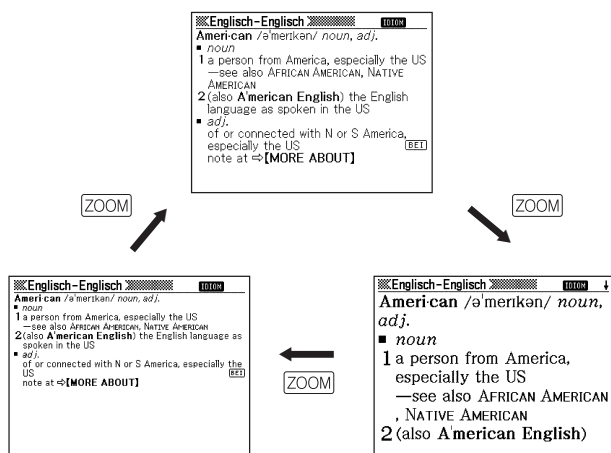 Englisch–Englisch IDIOM
Ameri·can /əˈmerɪkən/ noun, adj.
■ noun
1 a person from America, especially the US
—see also AFRICAN AMERICAN, NATIVE
AMERICAN
2 (also AˈmericanEnglish) the English
language as spoken in the US
■ adj.
of or connected with N or S America,
especially the US BEI
note at ⇨【MORE ABOUT】
ZOOM
ZOOM
Englisch–Englisch IDIOM
Ameri·can /əˈmerɪkən/ noun, adj.
■ noun
1 a person from America, especially the US
—see also AFRICAN AMERICAN, NATIVE AMERICAN
2 (also Aˈmerican English) the English language as
spoken in the US
■ adj.
of or connected with N or S America, especially the
US BEI
note at ⇨【MORE ABOUT】
ZOOM
Englisch–Englisch IDIOM ↓
Ameri·can /əˈmerɪkən/ noun,
adj.
■ noun
1 a person from America,
especially the US
—see also AFRICAN AMERICAN
, NATIVE AMERICAN
2 (also Aˈmerican English)